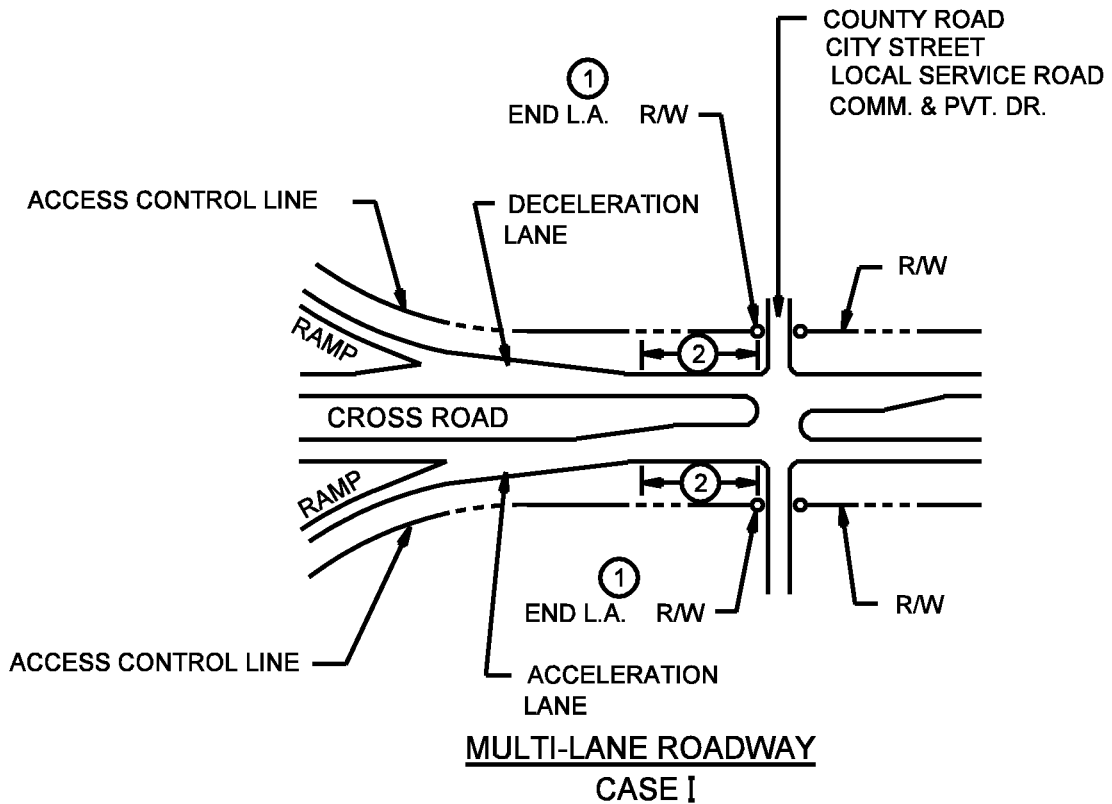 COUNTY ROAD
CITY STREET
LOCAL SERVICE ROAD
COMM. & PVT. DR.
1
END L.A. R/W
ACCESS CONTROL LINE
DECELERATION
LANE
R/W
RAMP
2
CROSS ROAD
RAMP
2
1
END L.A. R/W
R/W
ACCESS CONTROL LINE
ACCELERATION
LANE
MULTI-LANE ROADWAY
CASE I